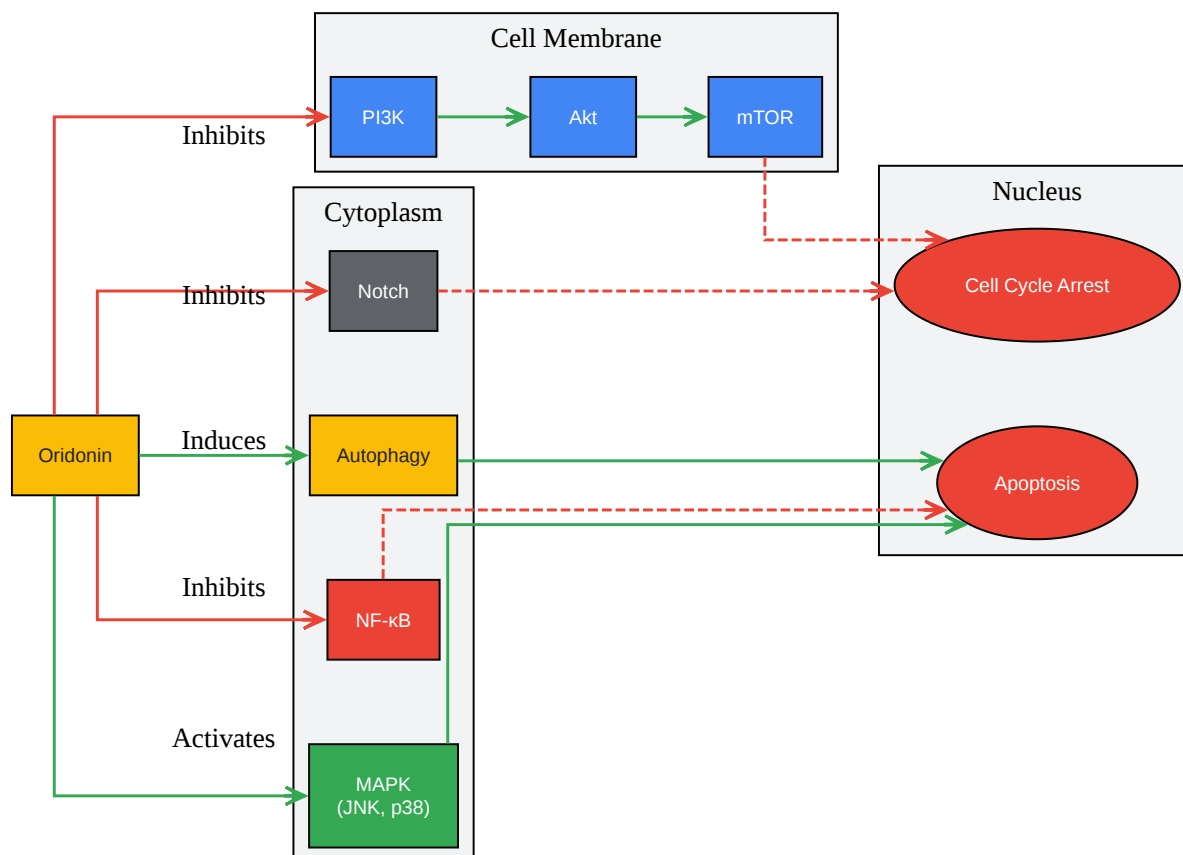 Cell Membrane
PI3K
Akt
mTOR
Inhibits
Nucleus
Cytoplasm
Notch
Inhibits
Cell Cycle Arrest
Oridonin
Induces
Autophagy
Apoptosis
Inhibits
NF-κB
Activates
MAPK
(JNK, p38)